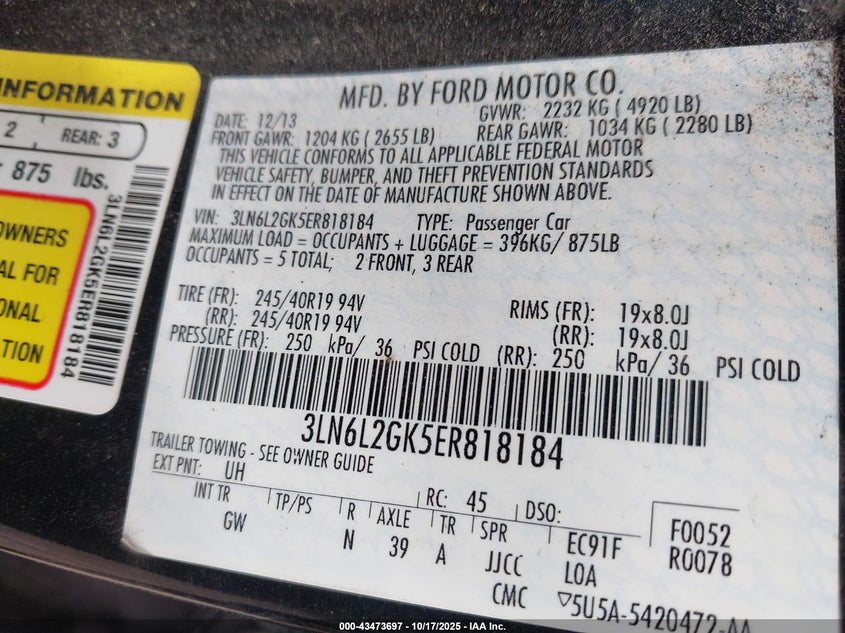 INFORMATION
2 REAR: 3
875 lbs.
OWNERS
AL FOR
ONAL
TION
3LN6L2GK5ER818184
MFD. BY FORD MOTOR CO.
DATE: 12/13 GVWR: 2232 KG ( 4920 LB)
FRONT GAWR: 1204 KG ( 2655 LB) REAR GAWR: 1034 KG ( 2280 LB)
THIS VEHICLE CONFORMS TO ALL APPLICABLE FEDERAL MOTOR
VEHICLE SAFETY, BUMPER, AND THEFT PREVENTION STANDARDS
IN EFFECT ON THE DATE OF MANUFACTURE SHOWN ABOVE.
VIN: 3LN6L2GK5ER818184 TYPE: Passenger Car
MAXIMUM LOAD = OCCUPANTS + LUGGAGE = 396KG/ 875LB
OCCUPANTS = 5 TOTAL; 2 FRONT, 3 REAR
TIRE (FR): 245/40R19 94V RIMS (FR): 19x8.0J
(RR): 245/40R19 94V (RR): 19x8.0J
PRESSURE (FR): 250 kPa/ 36 PSI COLD (RR): 250 kPa/ 36 PSI COLD
3LN6L2GK5ER818184
TRAILER TOWING - SEE OWNER GUIDE
EXT PNT: UH RC: 45 DSO:
INT TR TP/PS R AXLE TR SPR EC91F F0052
GW N 39 A JJCC LOA R0078
CMC ▽5U5A-5420472-AA
000-43473697 - 10/17/2025 - IAA Inc.